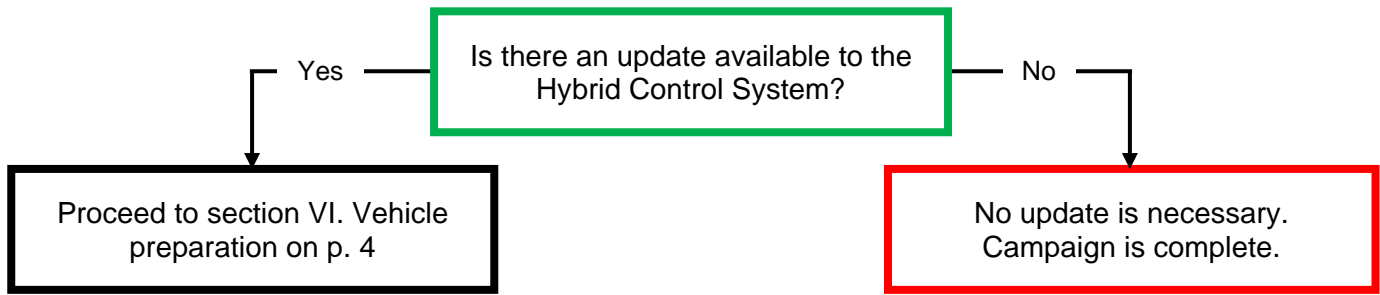 Is there an update available to the
Hybrid Control System?
Yes
No
Proceed to section VI. Vehicle
preparation on p. 4
No update is necessary.
Campaign is complete.